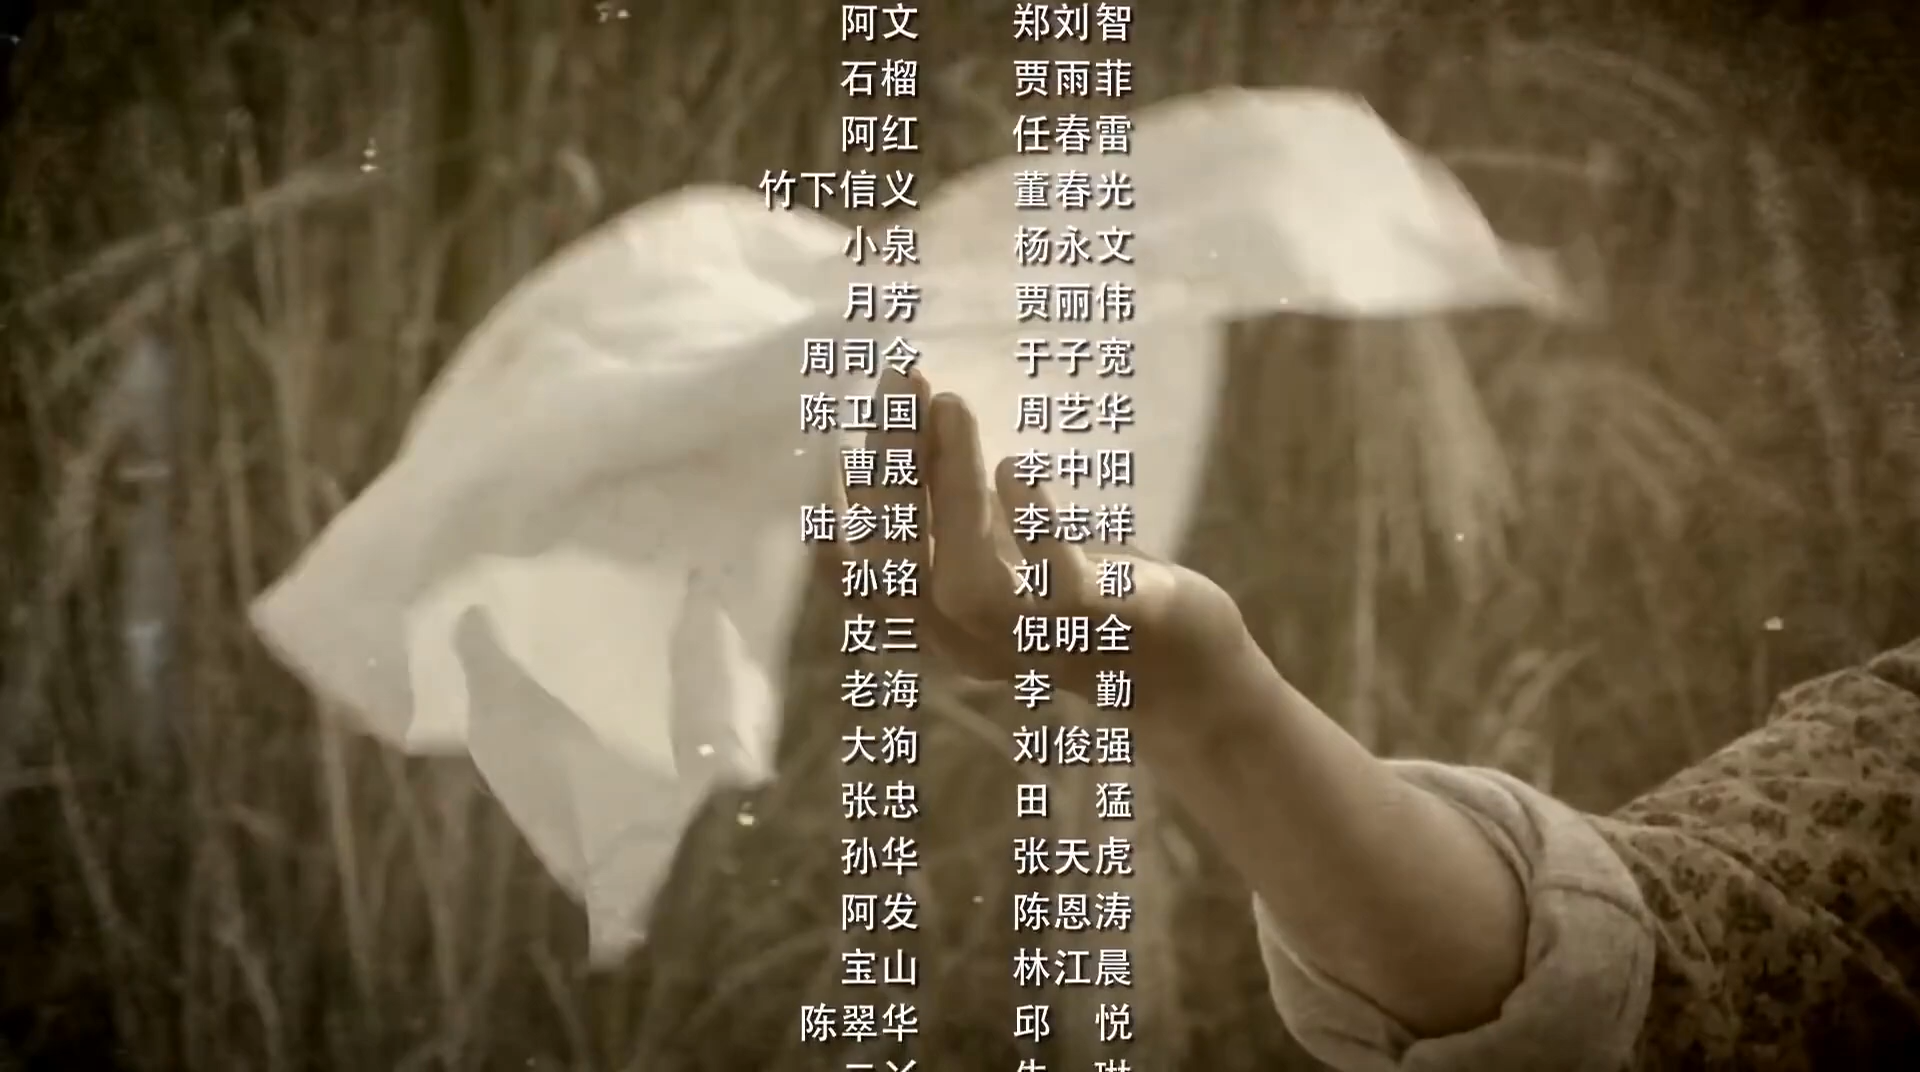 阿文 郑刘智
石榴 贾雨菲
阿红 任春雷
竹下信义 董春光
小泉 杨永文
月芳 贾丽伟
周司令 于子宽
陈卫国 周艺华
曹晟 李中阳
陆参谋 李志祥
孙铭 刘 都
皮三 倪明全
老海 李 勤
大狗 刘俊强
张忠 田 猛
孙华 张天虎
阿发 陈恩涛
宝山 林江晨
陈翠华 邱 悦